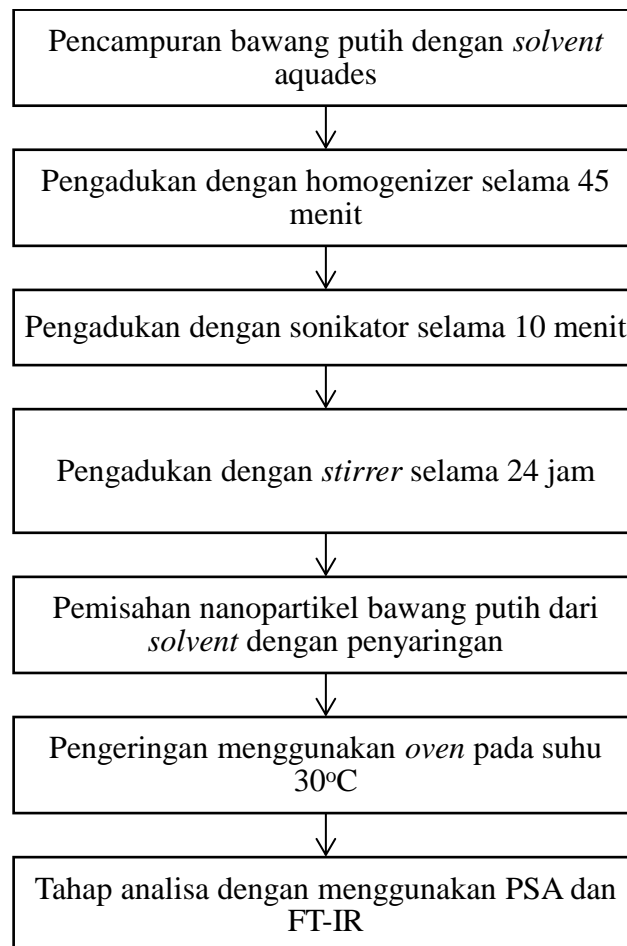 Pencampuran bawang putih dengan solvent
aquades
Pengadukan dengan homogenizer selama 45
menit
Pengadukan dengan sonikator selama 10 menit
Pengadukan dengan stirrer selama 24 jam
Pemisahan nanopartikel bawang putih dari
solvent dengan penyaringan
Pengeringan menggunakan oven pada suhu
30°C
Tahap analisa dengan menggunakan PSA dan
FT-IR